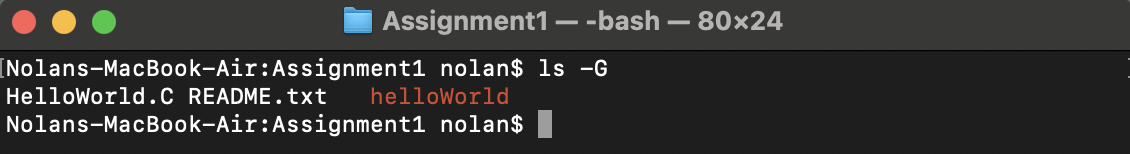 Assignment1 — -bash — 80×24
[Nolans-MacBook-Air:Assignment1 nolan$ ls -G ]
HelloWorld.C README.txt helloWorld
Nolans-MacBook-Air:Assignment1 nolan$